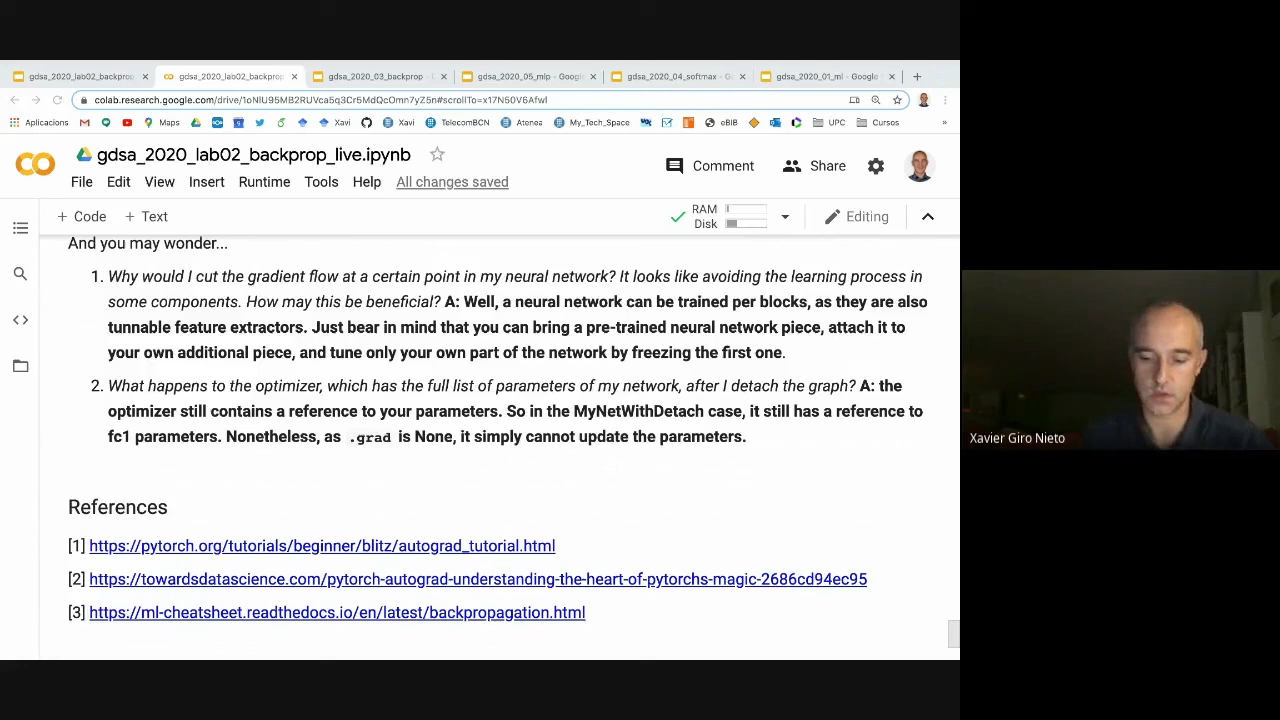 gdsa_2020_lab02_backprop gdsa_2020_lab02_backprop gdsa_2020_03_backprop - gdsa_2020_05_mlp - Google gdsa_2020_04_softmax - G gdsa_2020_01_ml - Google
colab.research.google.com/drive/1oNlU95MB2RUVca5q3Cr5MdQcOmn7yZ5n#scrollTo=x17N50V6Afwl
Aplicacions Maps Xavi Xavi TelecomBCN Atenea My_Tech_Space eBIB UPC Cursos »
CO gdsa_2020_lab02_backprop_live.ipynb Comment Share
File Edit View Insert Runtime Tools Help All changes saved
+ Code + Text RAM Disk Editing
And you may wonder...
1. Why would I cut the gradient flow at a certain point in my neural network? It looks like avoiding the learning process in
some components. How may this be beneficial? A: Well, a neural network can be trained per blocks, as they are also
tunnable feature extractors. Just bear in mind that you can bring a pre-trained neural network piece, attach it to
your own additional piece, and tune only your own part of the network by freezing the first one.
2. What happens to the optimizer, which has the full list of parameters of my network, after I detach the graph? A: the
optimizer still contains a reference to your parameters. So in the MyNetWithDetach case, it still has a reference to
fc1 parameters. Nonetheless, as .grad is None, it simply cannot update the parameters.
References
[1] https://pytorch.org/tutorials/beginner/blitz/autograd_tutorial.html
[2] https://towardsdatascience.com/pytorch-autograd-understanding-the-heart-of-pytorchs-magic-2686cd94ec95
[3] https://ml-cheatsheet.readthedocs.io/en/latest/backpropagation.html
Xavier Giro Nieto